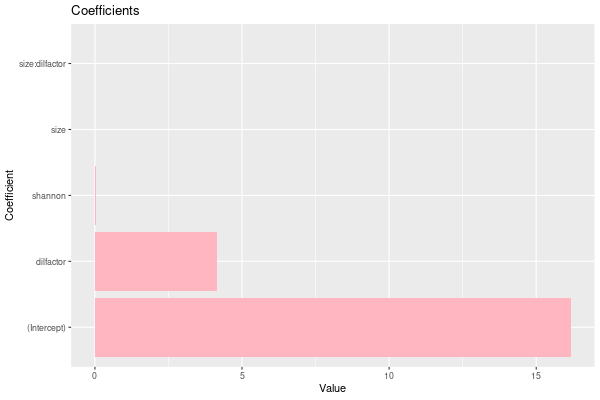 Coefficients
size:dilfactor
size
shannon
dilfactor
(Intercept)
Coefficient
0 5 10 15
Value